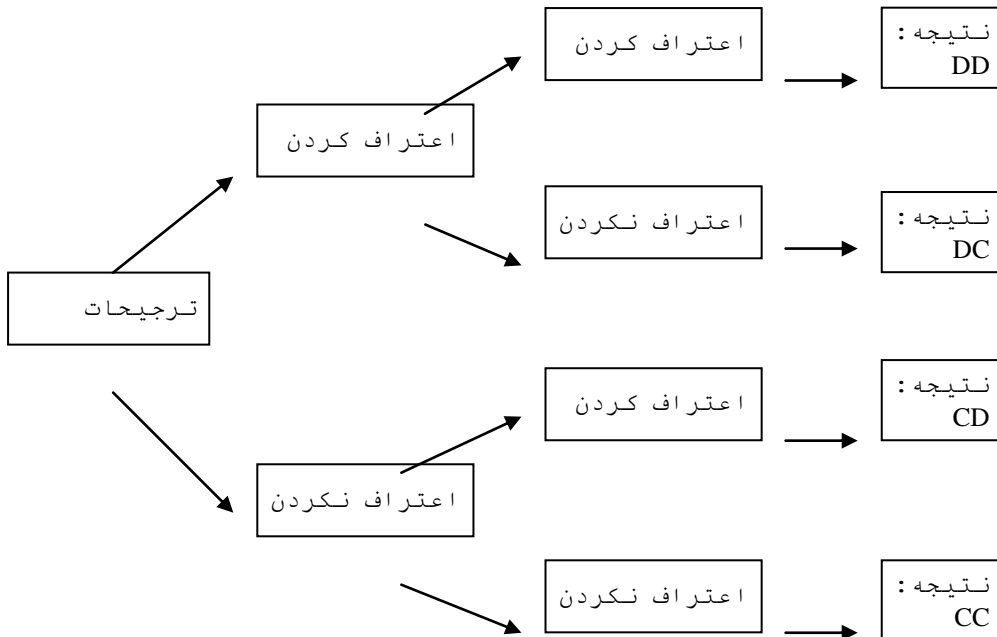 اعتراف کردن
نتیجه:
DD
اعتراف کردن
اعتراف نکردن
نتیجه:
DC
ترجیحات
اعتراف کردن
نتیجه:
CD
اعتراف نکردن
اعتراف نکردن
نتیجه:
CC